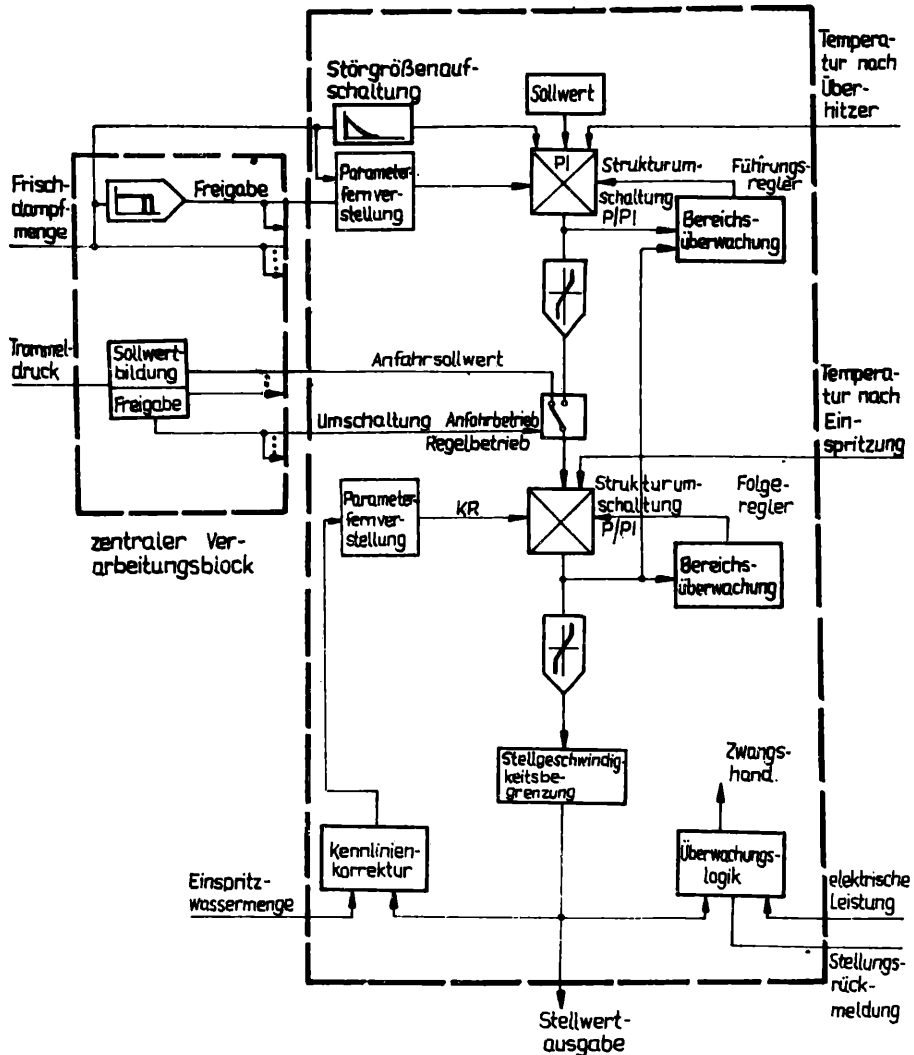 Störgrößenauf-
schaltung
Sollwert
Tempera-
tur nach
Über-
hitzer
Frisch-
dampf-
menge
Freigabe
Parameter-
fernver-
stellung
PI
Strukturum-
schaltung
P/PI
Führungs-
regler
Bereichs-
überwachung
Trommel-
druck
Sollwert-
bildung
Freigabe
Anfahrsollwert
Umschaltung
Anfahrbetrieb
Regelbetrieb
Tempera-
tur nach
Ein-
spritzung
zentraler Ver-
arbeitungsblock
Parameter-
fernver-
stellung
KR
Strukturum-
schaltung
P/PI
Folge-
regler
Bereichs-
überwachung
Stellgeschwindig-
keitsbe-
grenzung
Zwangs-
hand.
Kennlinien-
korrektur
Überwachungs-
logik
Einspritz-
wassermenge
elektrische
Leistung
Stellungs-
rück-
meldung
Stellwert-
ausgabe